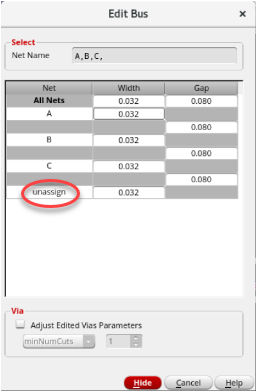 Edit Bus ×
Select
Net Name A,B,C,
Net Width Gap
All Nets 0.032 0.080
A 0.032
0.080
B 0.032
0.080
C 0.032
0.080
unassign 0.032
Via
Adjust Edited Vias Parameters
minNumCuts 1
Hide Cancel Help